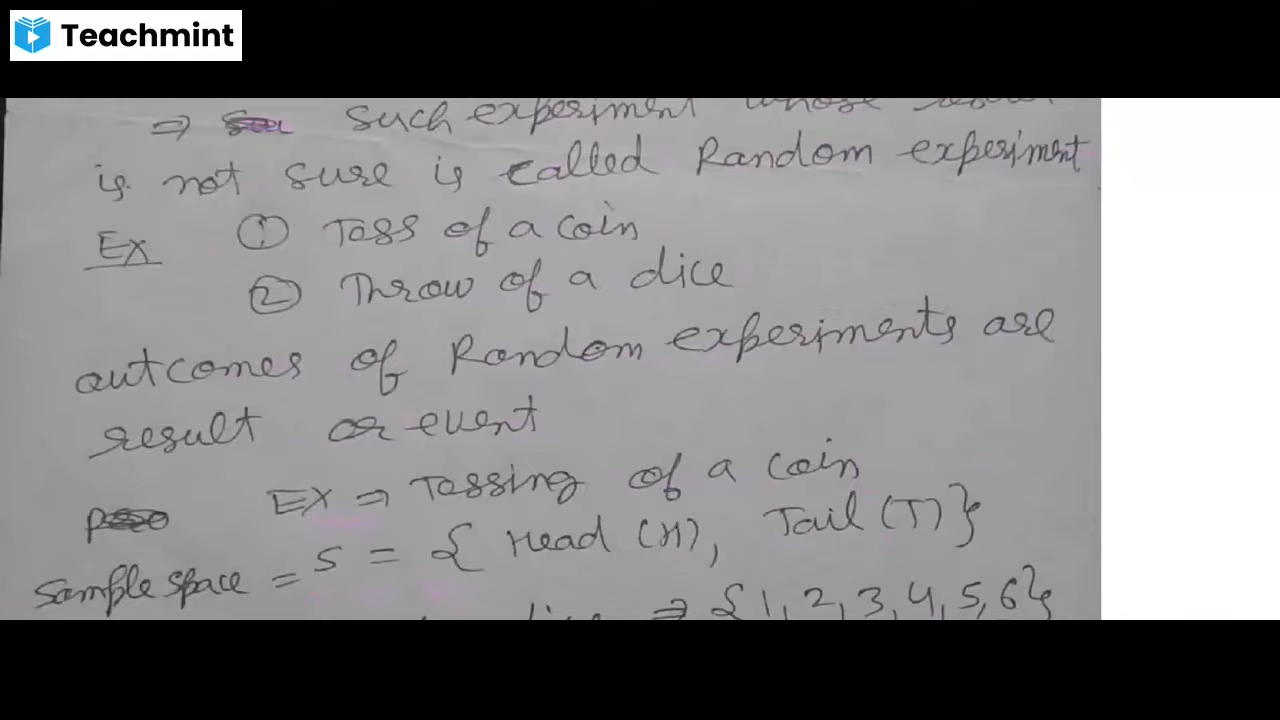 Teachmint
⇒ such experiment whose
is not sure is called Random experiment
Ex ① Toss of a coin
② Throw of a dice
outcomes of Random experiments are
result or event
EX ⇒ Tossing of a coin
Sample space = S = { Head (H), Tail (T) }
dice ⇒ {1, 2, 3, 4, 5, 6}